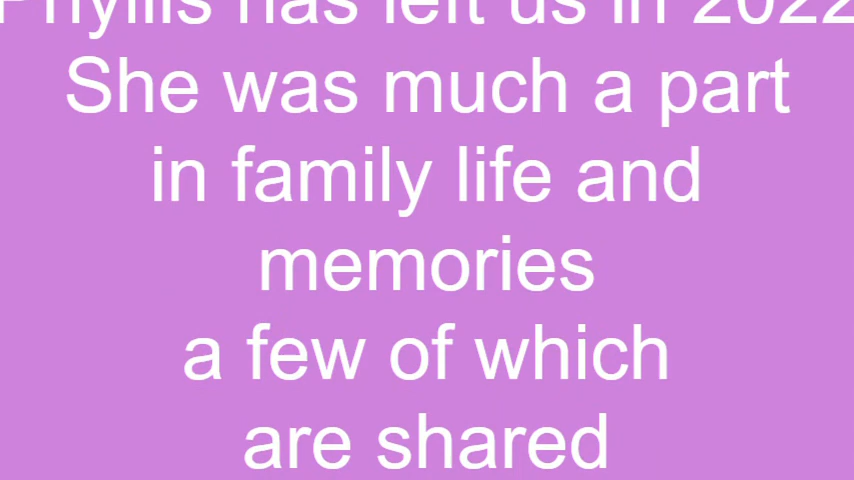 Phyllis has left us in 2022
She was much a part
in family life and
memories
a few of which
are shared